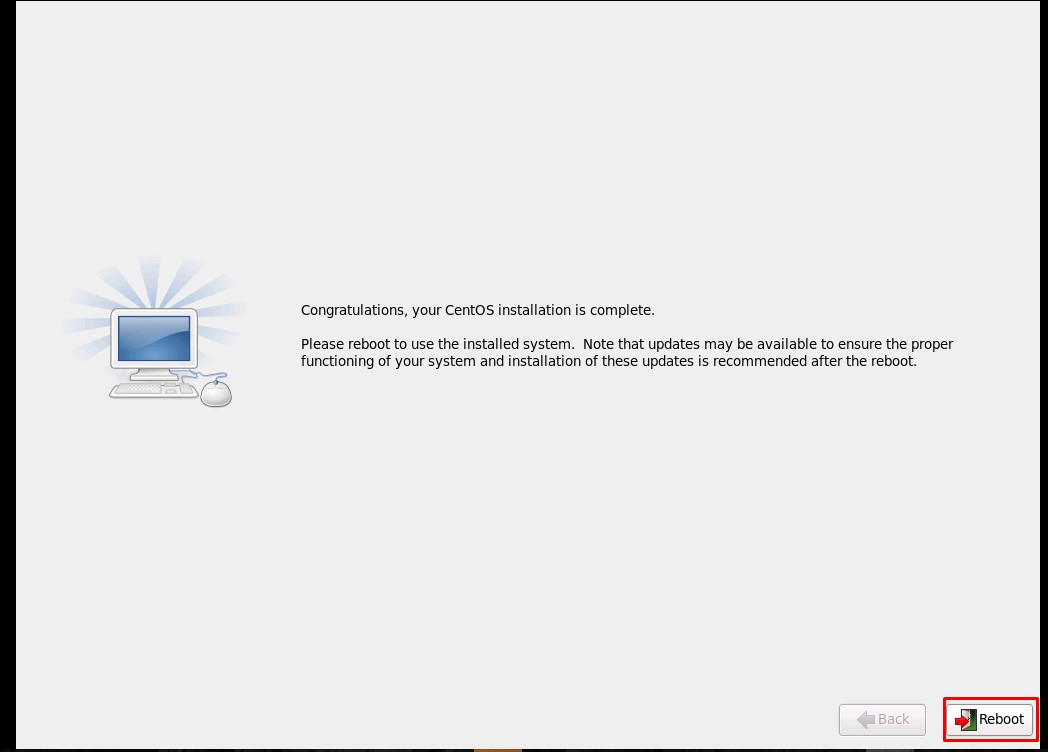 Congratulations, your CentOS installation is complete.
Please reboot to use the installed system.  Note that updates may be available to ensure the proper
functioning of your system and installation of these updates is recommended after the reboot.
Back
Reboot